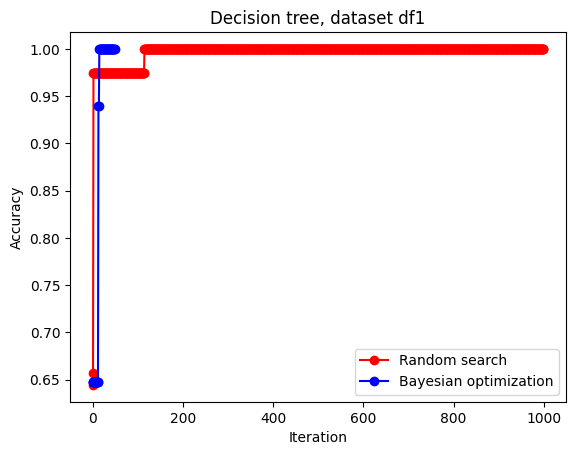 Decision tree, dataset df1
1.00
0.95
0.90
0.85
0.80
0.75
0.70
0.65
Accuracy
Random search
Bayesian optimization
0 200 400 600 800 1000
Iteration